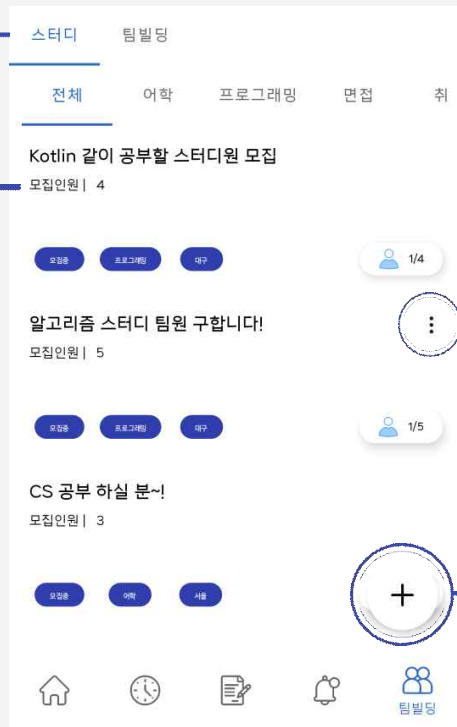 스터디 팀빌딩
전체 어학 프로그래밍 면접 취
Kotlin 같이 공부할 스터디원 모집
모집인원 | 4
모집중 프로그래밍 대구 1/4
알고리즘 스터디 팀원 구합니다!
모집인원 | 5
모집중 프로그래밍 대구 1/5
CS 공부 하실 분~!
모집인원 | 3
모집중 어학 서울
팀빌딩